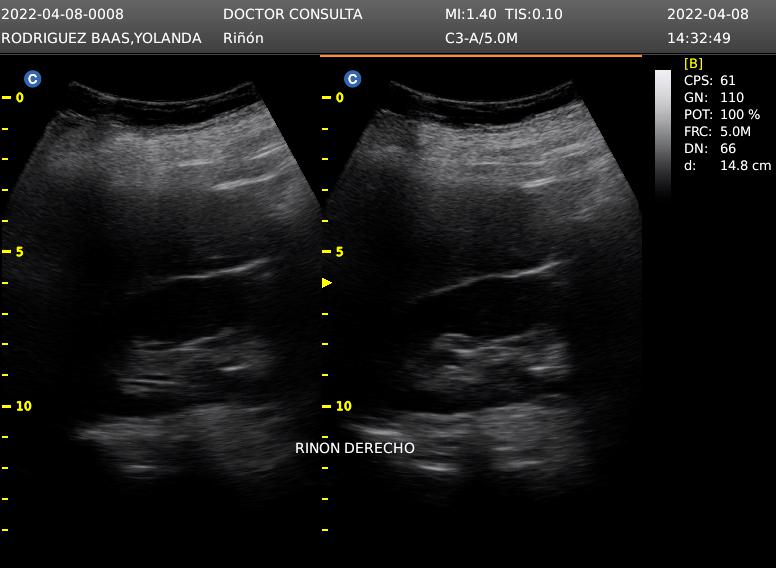 2022-04-08-0008 DOCTOR CONSULTA MI:1.40 TIS:0.10 2022-04-08
RODRIGUEZ BAAS,YOLANDA Riñón C3-A/5.0M 14:32:49
[B]
C C CPS: 61
0 0 GN: 110
POT: 100 %
FRC: 5.0M
DN: 66
d: 14.8 cm
5 5
10 10
RINON DERECHO